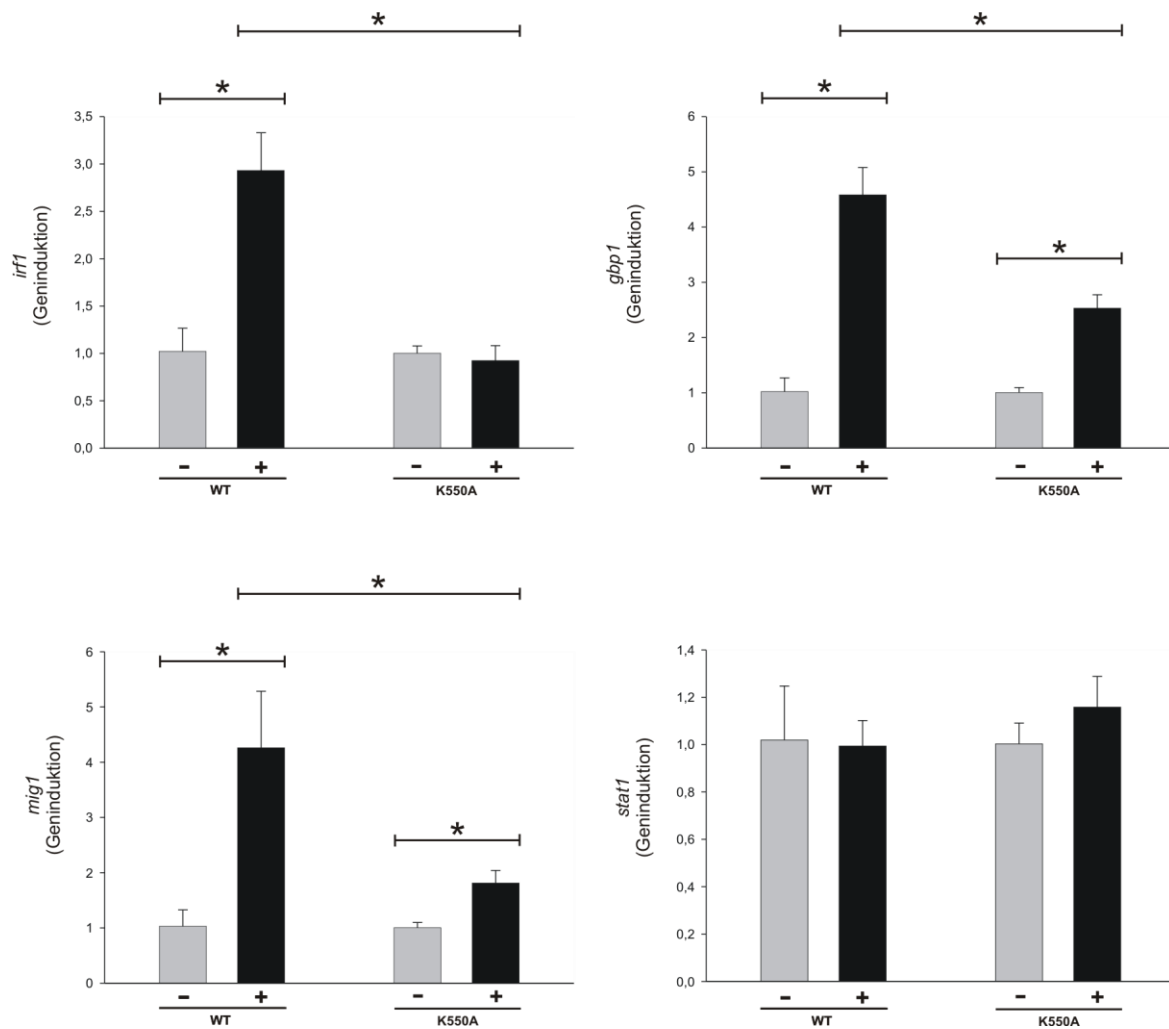 *
*
irf1
(Geninduktion)
3,5
3,0
2,5
2,0
1,5
1,0
0,5
0,0
- + - +
WT K550A
*
*
*
gbp1
(Geninduktion)
6
5
4
3
2
1
0
- + - +
WT K550A
*
*
*
mig1
(Geninduktion)
6
5
4
3
2
1
0
- + - +
WT K550A
stat1
(Geninduktion)
1,4
1,2
1,0
0,8
0,6
0,4
0,2
0,0
- + - +
WT K550A